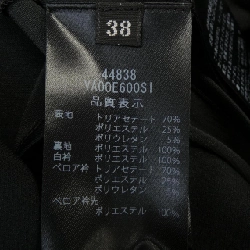 38
44838
YA00E600SI
品質表示
表地 トリアセテート 70%
ポリエステル 25%
ポリウレタン 5%
裏地 ポリエステル 100%
白衿 ポリエステル 100%
ベロア衿 トリアセテート 70%
ポリエステル
ポリウレタン
ベロア衿先
ポリエステル 100%